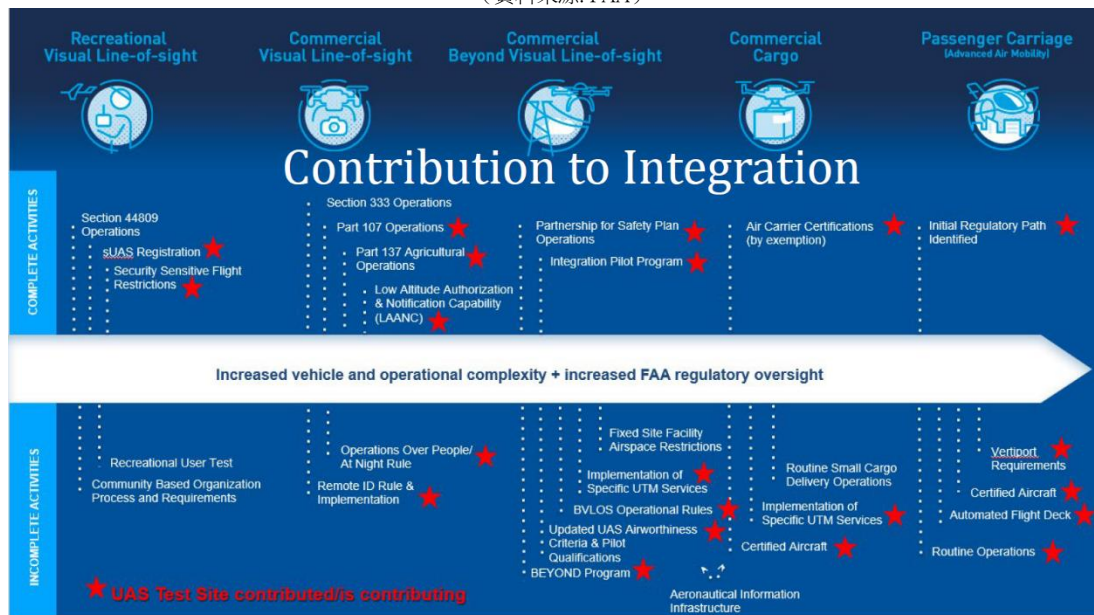 （資料來源:FAA）
Recreational
Visual Line-of-sight
Commercial
Visual Line-of-sight
Commercial
Beyond Visual Line-of-sight
Commercial
Cargo
Passenger Carriage
(Advanced Air Mobility)
Contribution to Integration
COMPLETE ACTIVITIES
Section 44809
Operations
sUAS Registration
Security Sensitive Flight
Restrictions
Section 333 Operations
Part 107 Operations
Part 137 Agricultural
Operations
Low Altitude Authorization
& Notification Capability
(LAANC)
Partnership for Safety Plan
Operations
Integration Pilot Program
Air Carrier Certifications
(by exemption)
Initial Regulatory Path
Identified
Increased vehicle and operational complexity + increased FAA regulatory oversight
INCOMPLETE ACTIVITIES
Recreational User Test
Community Based Organization
Process and Requirements
Operations Over People/
At Night Rule
Remote ID Rule &
Implementation
Fixed Site Facility
Airspace Restrictions
Implementation of
Specific UTM Services
BVLOS Operational Rules
Updated UAS Airworthiness
Criteria & Pilot
Qualifications
BEYOND Program
Routine Small Cargo
Delivery Operations
Implementation of
Specific UTM Services
Certified Aircraft
Aeronautical Information
Infrastructure
Vertiport
Requirements
Certified Aircraft
Automated Flight Deck
Routine Operations
UAS Test Site contributed/is contributing